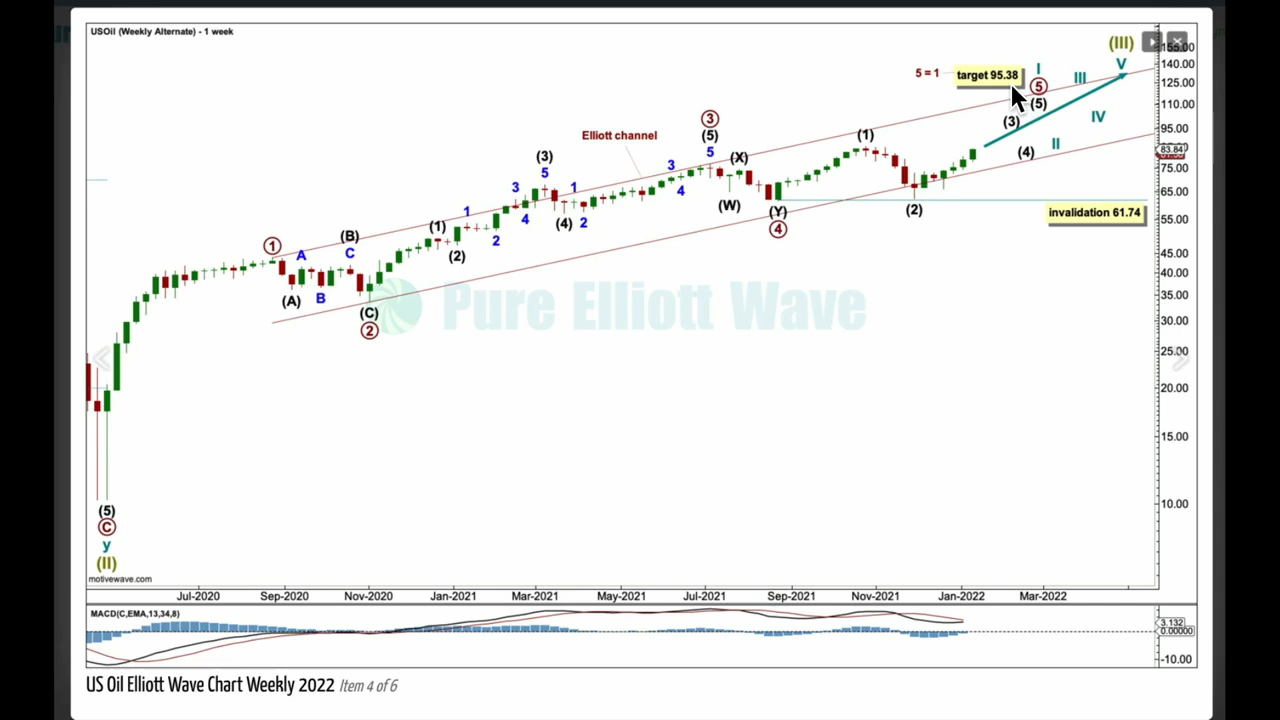 USOil (Weekly Alternate) - 1 week
(III)
155.00
5 = 1
target 95.38
I
III
V
140.00
5
125.00
(5)
110.00
3
(3)
IV
Elliott channel
(5)
(1)
95.00
(3)
5
(X)
II
(4)
83.84
5
3
75.00
3
1
4
(W)
65.00
(Y)
(2)
invalidation 61.74
(1)
1
4
(4)
2
4
55.00
1
(B)
2
A
C
(2)
45.00
40.00
(A)
B
35.00
(C)
Pure Elliott Wave
2
30.00
25.00
20.00
15.00
10.00
(5)
C
y
(II)
motivewave.com
Jul-2020
Sep-2020
Nov-2020
Jan-2021
Mar-2021
May-2021
Jul-2021
Sep-2021
Nov-2021
Jan-2022
Mar-2022
MACD(C,EMA,13,34,8)
3.132
0.00000
-10.00
US Oil Elliott Wave Chart Weekly 2022 Item 4 of 6